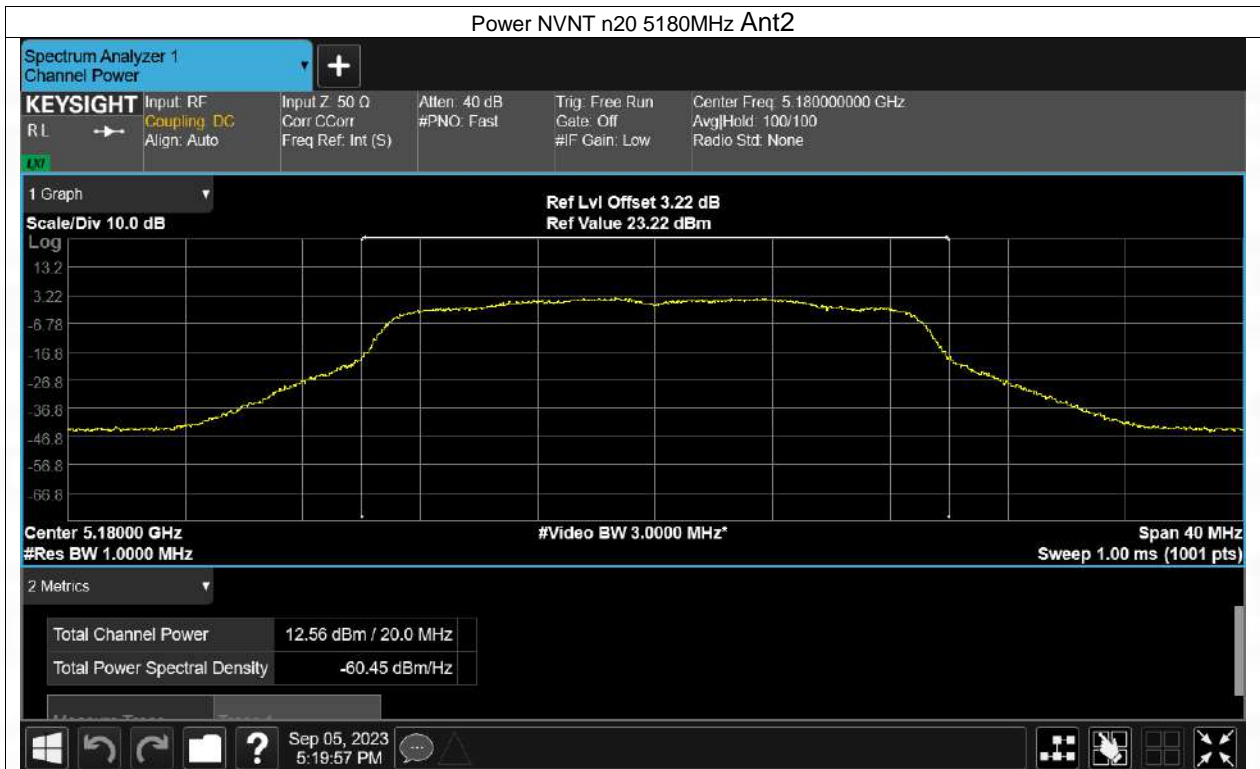 Power NVNT n20 5180MHz Ant2
Spectrum Analyzer 1
Channel Power
KEYSIGHT
Input: RF
Coupling: DC
Align: Auto
Input Z: 50 Ω
Corr CCorr
Freq Ref: Int (S)
Atten: 40 dB
#PNO: Fast
Trig: Free Run
Gate: Off
#IF Gain: Low
Center Freq: 5.180000000 GHz
Avg|Hold: 100/100
Radio Std: None
R L
LXI
1 Graph
Ref Lvl Offset 3.22 dB
Scale/Div 10.0 dB
Ref Value 23.22 dBm
Log
13.2
3.22
-6.78
-16.8
-26.8
-36.8
-46.8
-56.8
-66.8
Center 5.18000 GHz
#Video BW 3.0000 MHz*
Span 40 MHz
#Res BW 1.0000 MHz
Sweep 1.00 ms (1001 pts)
2 Metrics
Total Channel Power 12.56 dBm / 20.0 MHz
Total Power Spectral Density -60.45 dBm/Hz
Sep 05, 2023
5:19:57 PM